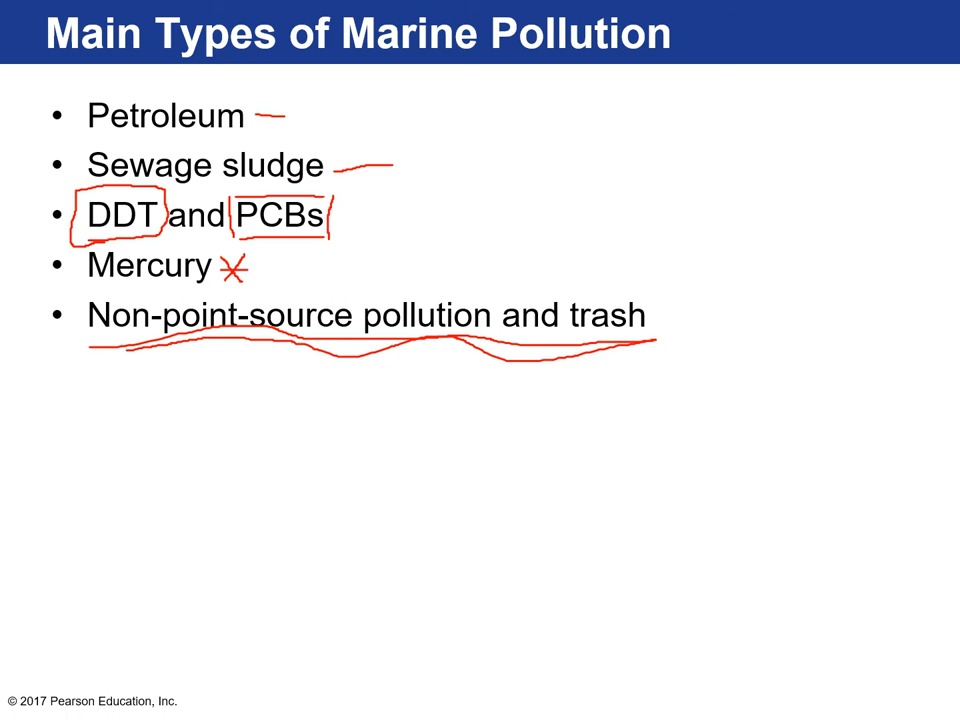 Main Types of Marine Pollution
• Petroleum
• Sewage sludge
• DDT and PCBs
• Mercury
• Non-point-source pollution and trash
© 2017 Pearson Education, Inc.